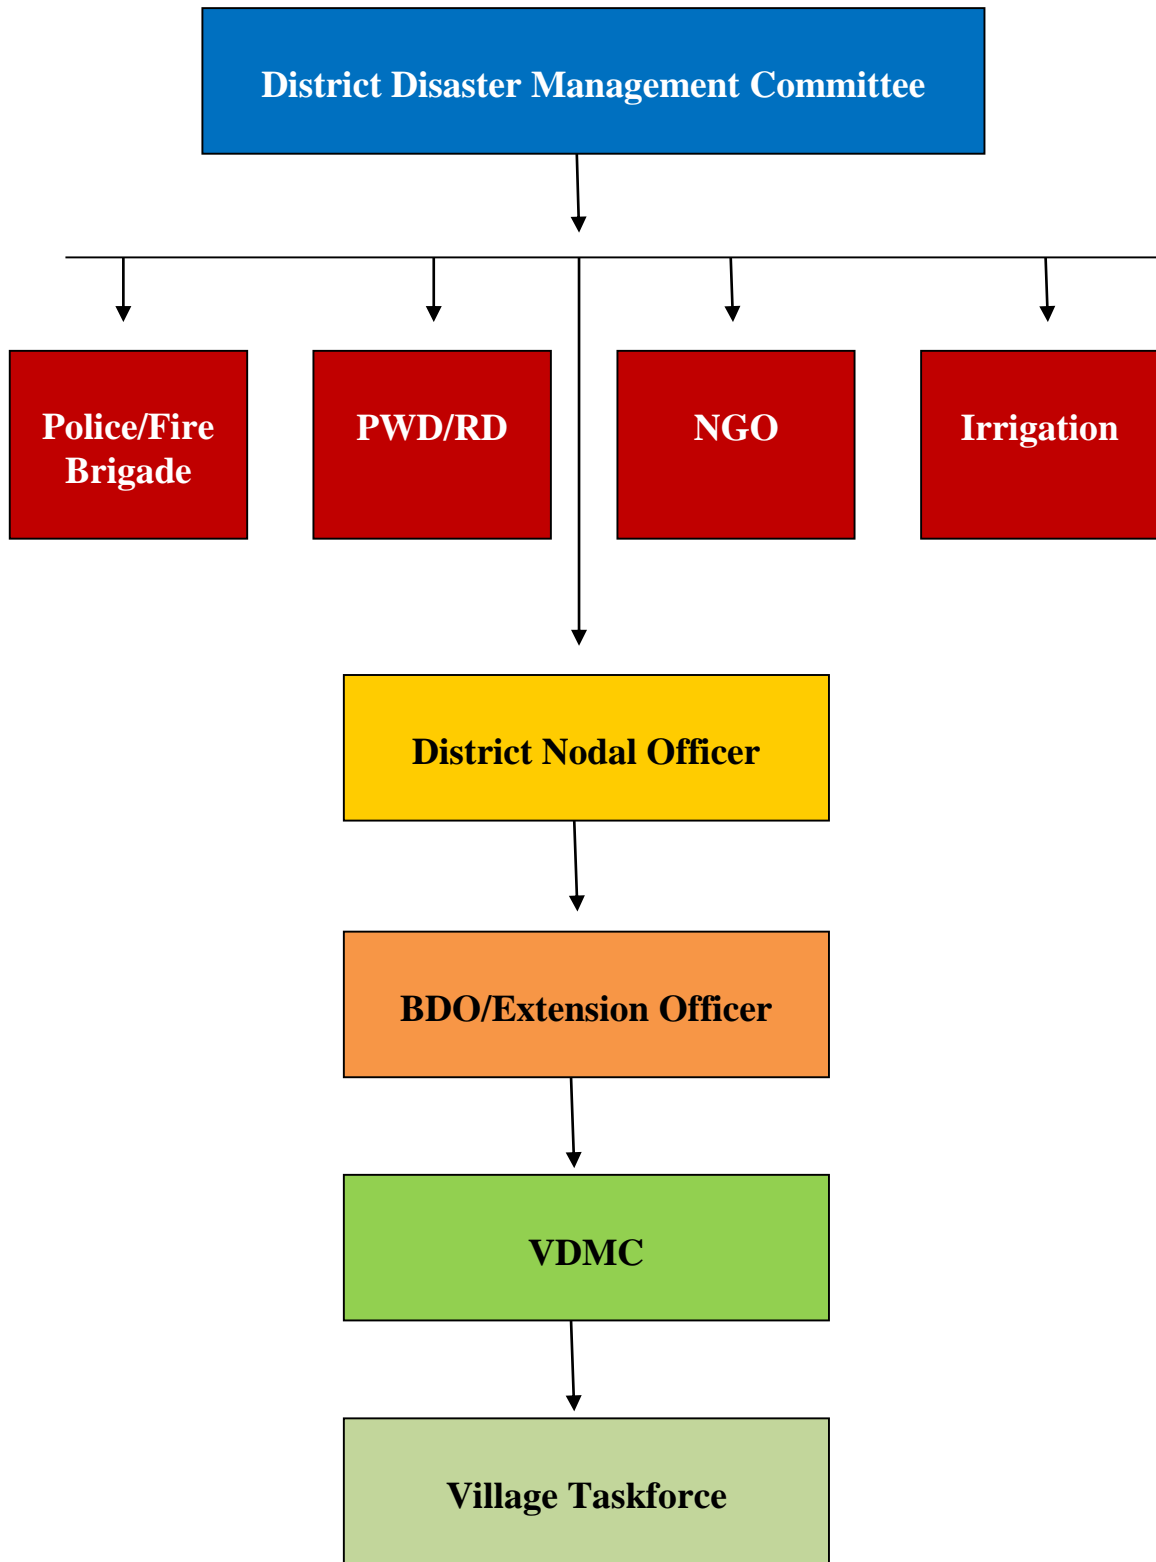 District Disaster Management Committee
Police/Fire
Brigade
PWD/RD
NGO
Irrigation
District Nodal Officer
BDO/Extension Officer
VDMC
Village Taskforce